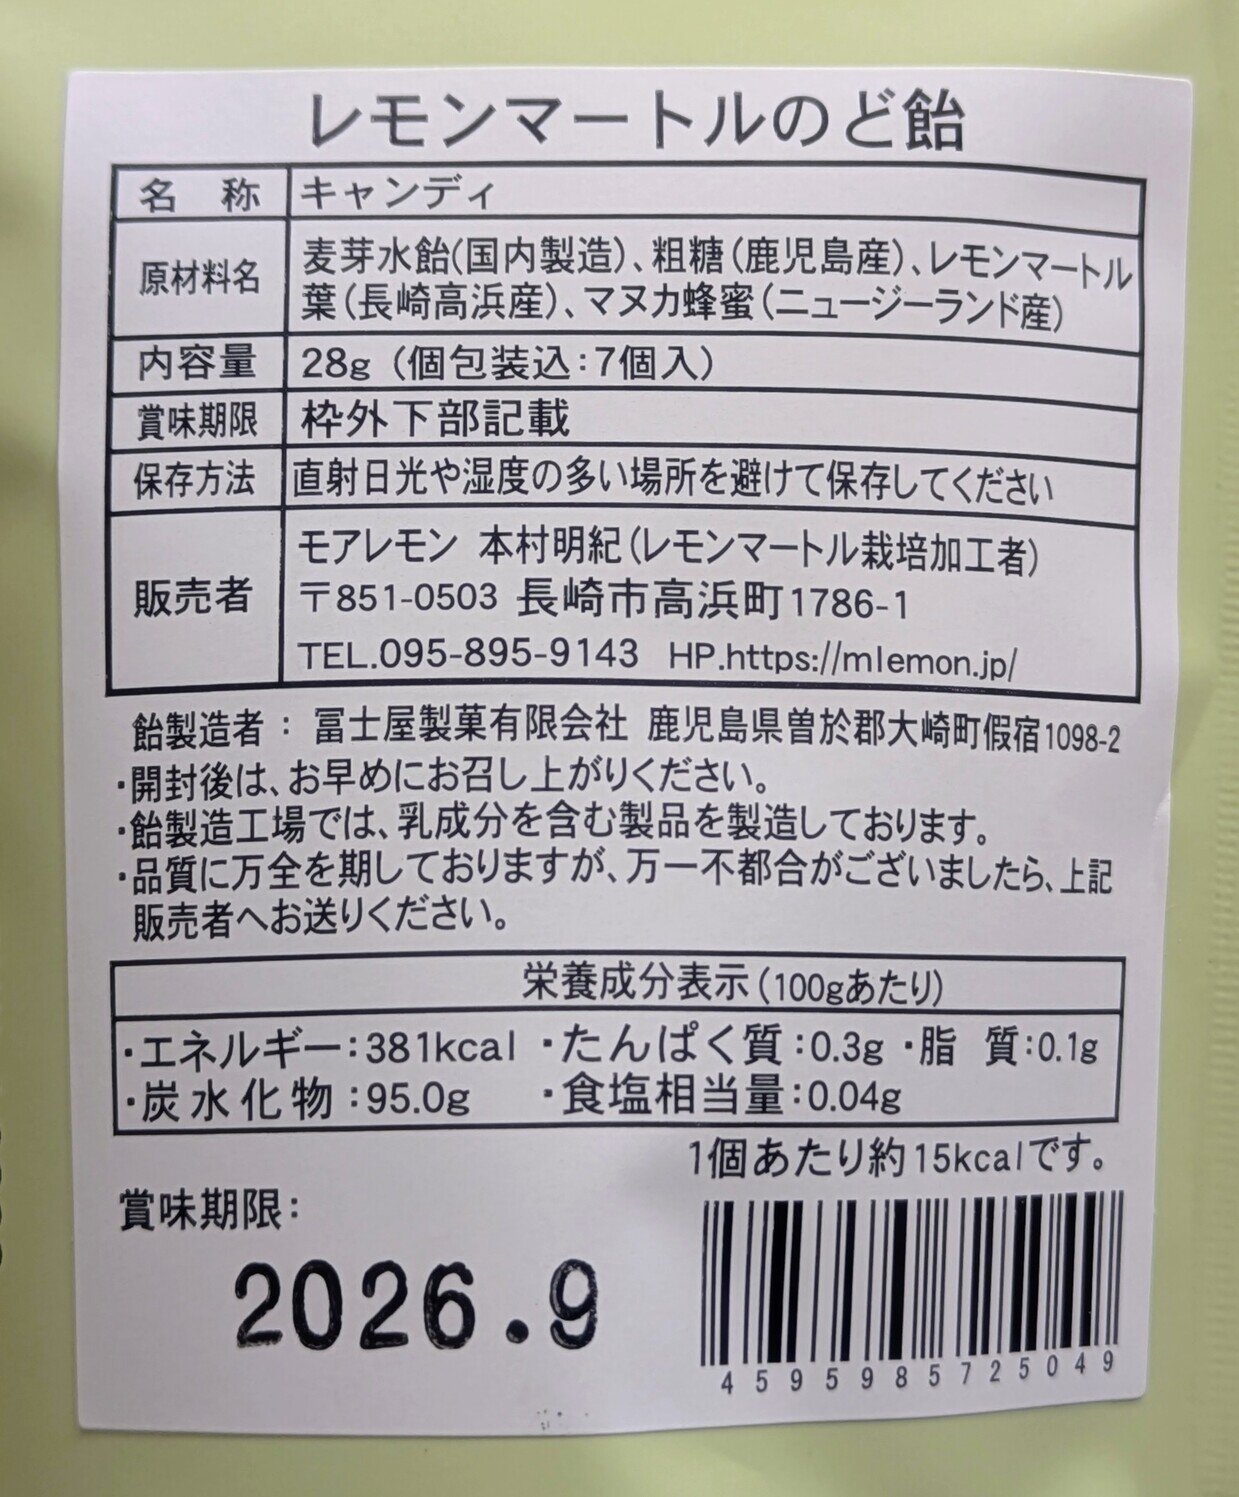 レモンマートルのど飴
名 称 キャンディ
原材料名 麦芽水飴(国内製造)、粗糖(鹿児島産)、レモンマートル
葉(長崎高浜産)、マヌカ蜂蜜(ニュージーランド産)
内容量 28g (個包装込:7個入)
賞味期限 枠外下部記載
保存方法 直射日光や湿度の多い場所を避けて保存してください
販売者 モアレモン 本村明紀(レモンマートル栽培加工者)
〒851-0503 長崎市高浜町1786-1
TEL.095-895-9143 HP.https://mlemon.jp/
飴製造者: 冨士屋製菓有限会社 鹿児島県曽於郡大崎町假宿1098-2
・開封後は、お早めにお召し上がりください。
・飴製造工場では、乳成分を含む製品を製造しております。
・品質に万全を期しておりますが、万一不都合がございましたら、上記
販売者へお送りください。
栄養成分表示(100gあたり)
・エネルギー:381kcal ・たんぱく質:0.3g ・脂 質:0.1g
・炭水化物:95.0g ・食塩相当量:0.04g
1個あたり約15kcalです。
賞味期限:
2026.9
4595985725049